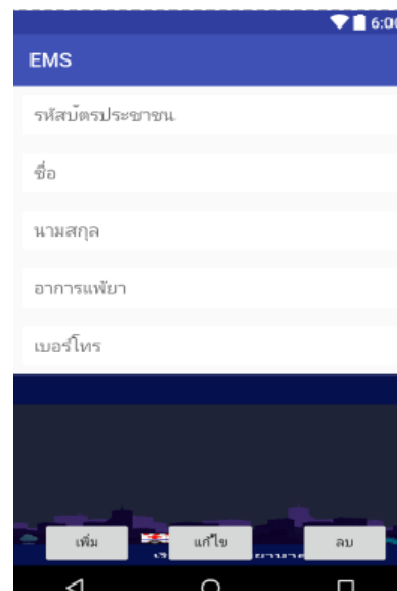 6:00
EMS
รหัสบัตรประชาชน
ชื่อ
นามสกุล
อาการแพ้ยา
เบอร์โทร
เพิ่ม แก้ไข ลบ